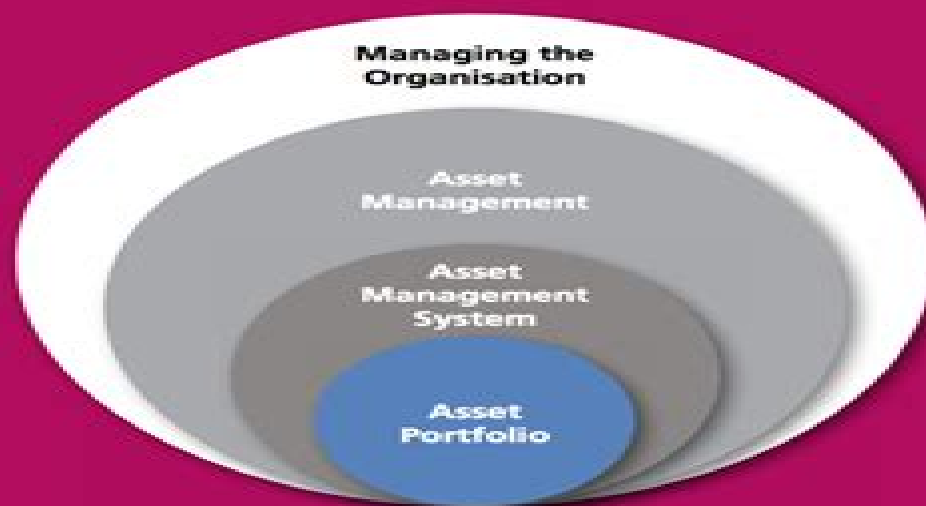 Managing the
Organisation
Asset
Management
Asset
Management
System
Asset
Portfolio